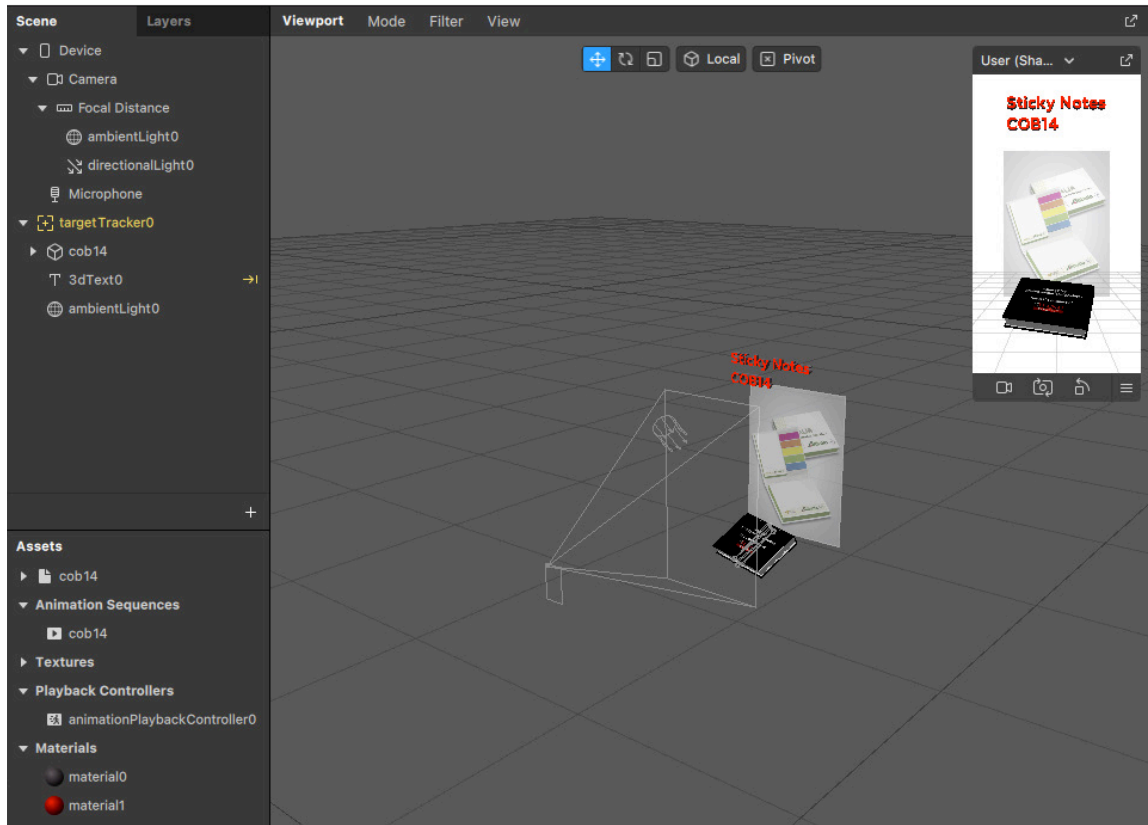 Scene Layers
Device
Camera
Focal Distance
ambientLight0
directionalLight0
Microphone
targetTracker0
cob14
3dText0
ambientLight0
Assets
cob14
Animation Sequences
cob14
Textures
Playback Controllers
animationPlaybackController0
Materials
material0
material1
Viewport Mode Filter View
Local Pivot
Sticky Notes
COB14
User (Sha...
Sticky Notes
COB14